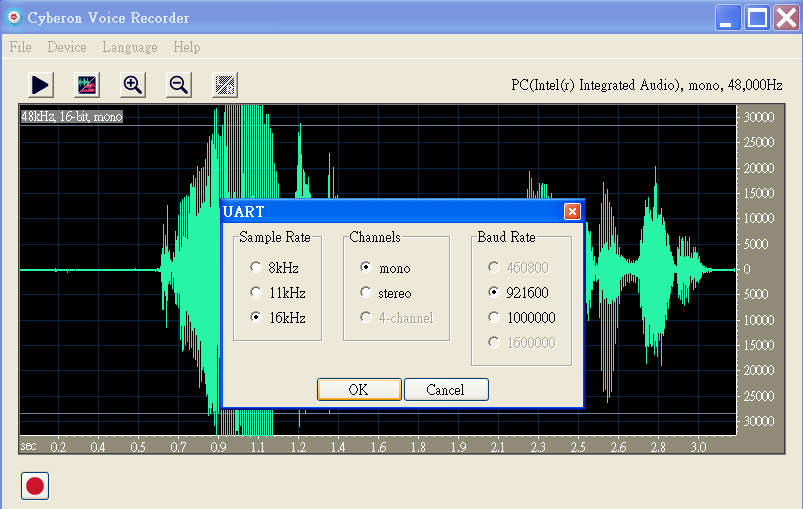 Cyberon Voice Recorder
File Device Language Help
PC(Intel(r) Integrated Audio), mono, 48,000Hz
48kHz, 16-bit, mono
30000
25000
20000
15000
10000
5000
0
5000
10000
15000
20000
25000
30000
UART
Sample Rate
8kHz
11kHz
16kHz
Channels
mono
stereo
4-channel
Baud Rate
460800
921600
1000000
1600000
OK Cancel
sec 0.2 0.4 0.5 0.7 0.9 1.1 1.2 1.4 1.6 1.8 1.9 2.1 2.3 2.5 2.6 2.8 3.0